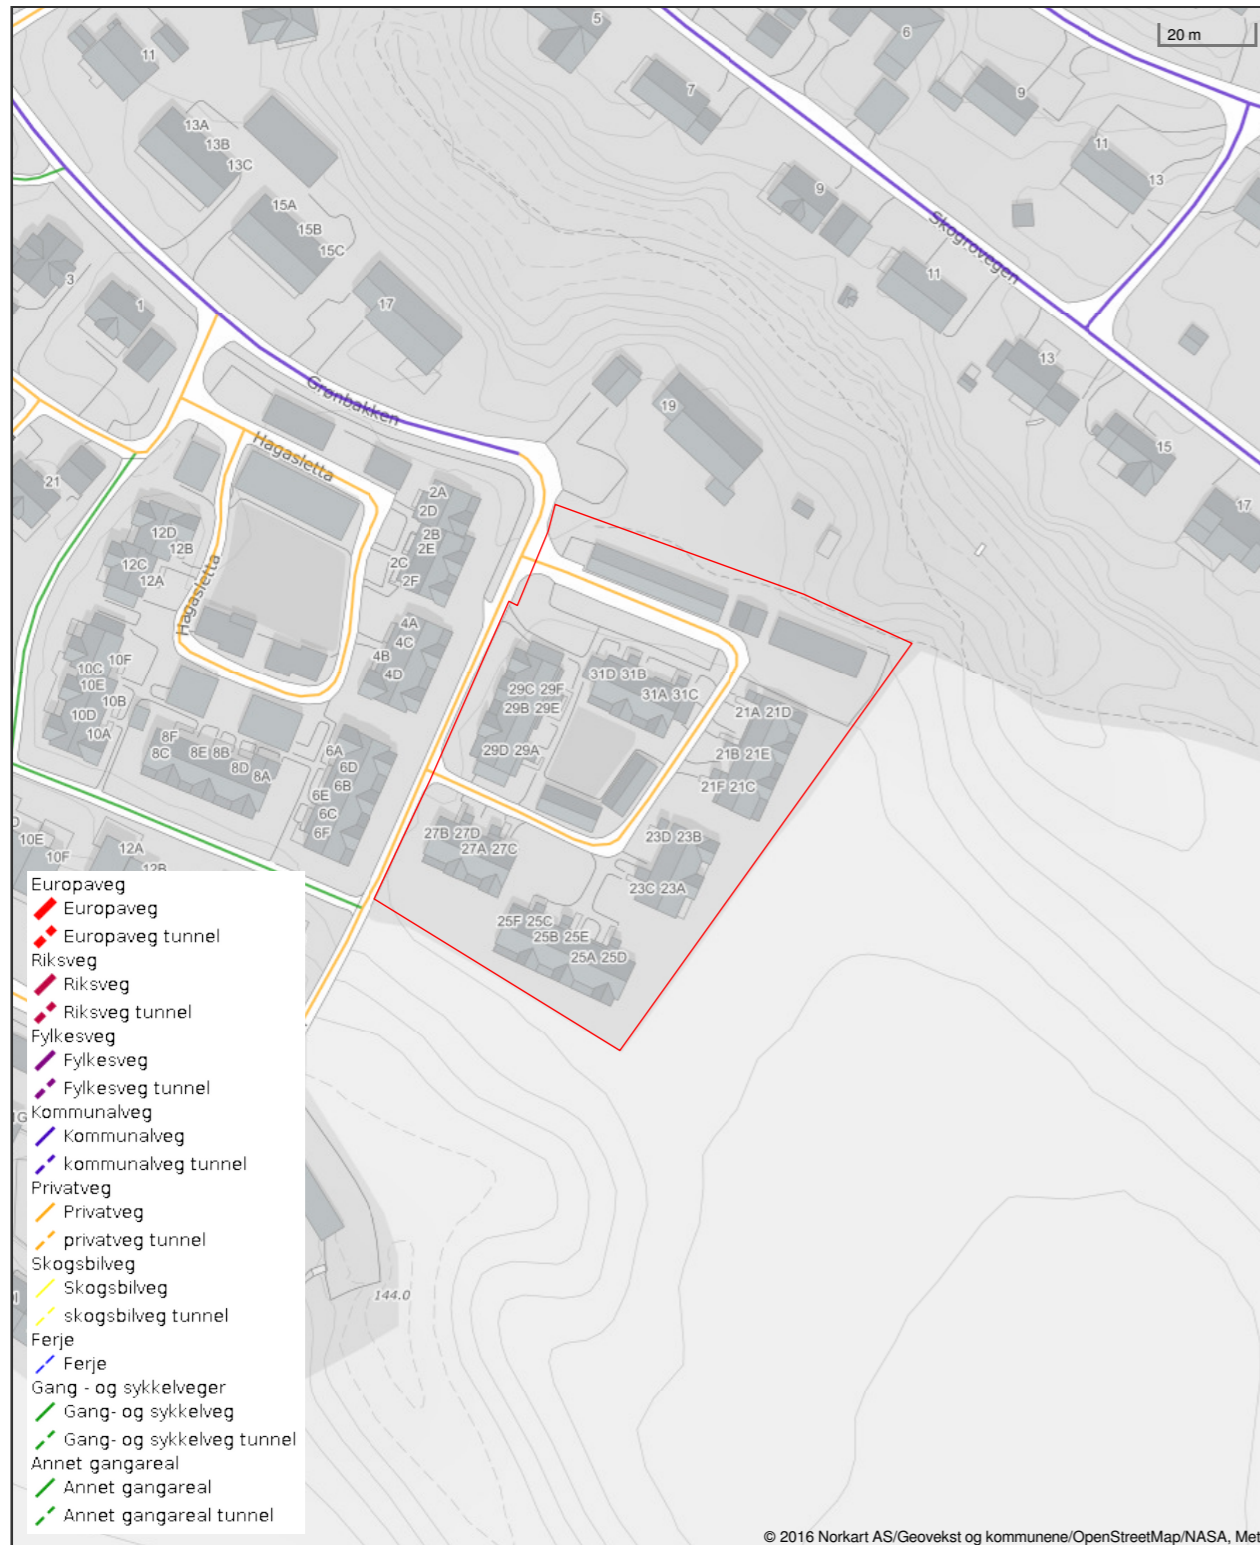 20 m
5
6
11
7
9
13A
13B
13C
11
13
9
15A
15B
15C
Skogrovegen
3
1
17
11
13
Grønbakken
19
Hagasletta
15
21
2A
2D
17
12D
12B
2B
2E
12C
12A
2C
2F
Hagasletta
4A
4C
4B
4D
10F
10C
10E
10B
10D
10A
31D 31B
31A 31C
29C 29F
29B 29E
29D 29A
21A 21D
21B 21E
21F 21C
8F
8C
8E 8B
8D
8A
6A
6D
6B
6E
6C
6F
27B 27D
27A 27C
23D 23B
23C 23A
10E
10F
12A
12B
25F 25C
25B 25E
25A 25D
Europaveg
Europaveg
Europaveg tunnel
Riksveg
Riksveg
Riksveg tunnel
Fylkesveg
Fylkesveg
Fylkesveg tunnel
Kommunalveg
Kommunalveg
kommunalveg tunnel
Privatveg
Privatveg
privatveg tunnel
Skogsbilveg
Skogsbilveg
skogsbilveg tunnel
Ferje
Ferje
Gang - og sykkelveger
Gang- og sykkelveg
Gang- og sykkelveg tunnel
Annet gangareal
Annet gangareal
Annet gangareal tunnel
144.0
© 2016 Norkart AS/Geovekst og kommunene/OpenStreetMap/NASA, Met